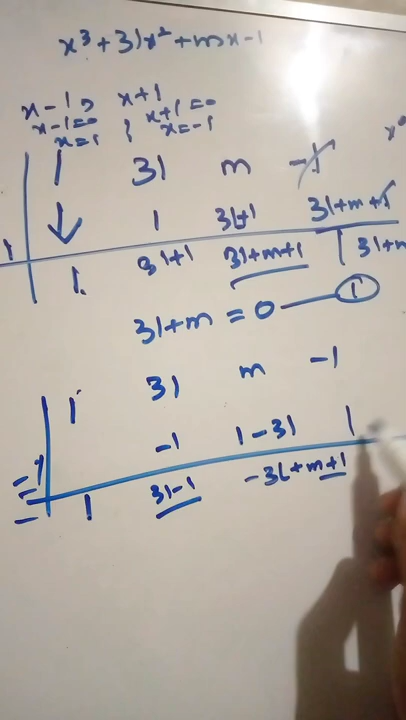 x³ + 3lx² + mx - 1
x - 1 , x + 1
x - 1 = 0 x + 1 = 0
x = 1 ; x = -1
1 3l m -1
1 3l+1 3l+m+1
1 1 3l+1 3l+m+1 3l+m
3l + m = 0 — 1
1 3l m -1
-1 1-3l 1
-1 1 3l-1 -3l+m+1